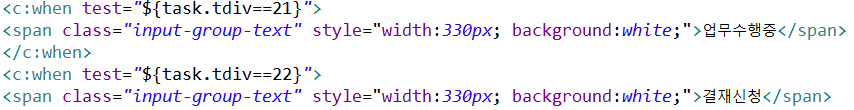 <c:when test="${task.tdiv==21}">
<span class="input-group-text" style="width:330px; background:white;">업무수행중</span>
</c:when>
<c:when test="${task.tdiv==22}">
<span class="input-group-text" style="width:330px; background:white;">결재신청</span>